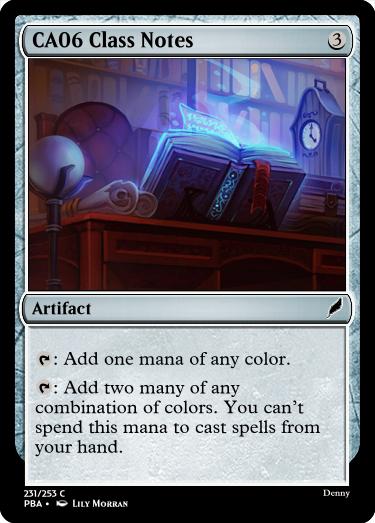 CA06 Class Notes
3
Artifact
: Add one mana of any color.
: Add two many of any
combination of colors. You can't
spend this mana to cast spells from
your hand.
231/253 C
Denny
PBA • Lily Morran